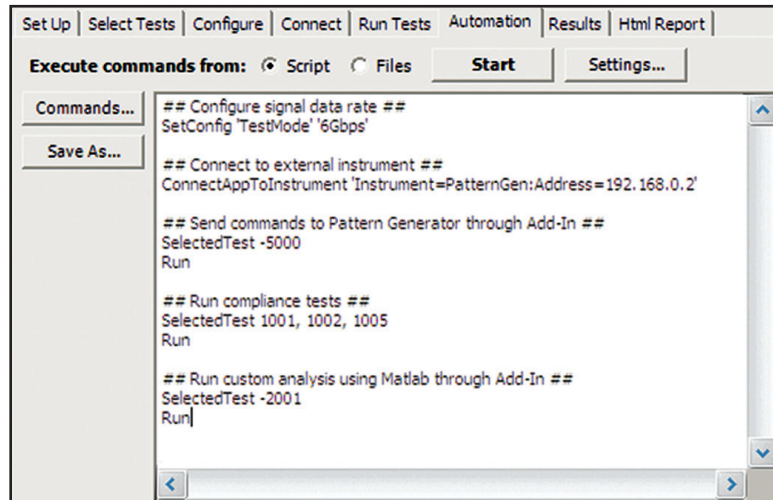 Set Up Select Tests Configure Connect Run Tests Automation Results Html Report
Execute commands from: Script Files Start Settings...
Commands...
Save As...
## Configure signal data rate ##
SetConfig 'TestMode' '6Gbps'
## Connect to external instrument ##
ConnectAppToInstrument 'Instrument=PatternGen:Address=192.168.0.2'
## Send commands to Pattern Generator through Add-In ##
SelectedTest -5000
Run
## Run compliance tests ##
SelectedTest 1001, 1002, 1005
Run
## Run custom analysis using Matlab through Add-In ##
SelectedTest -2001
Run